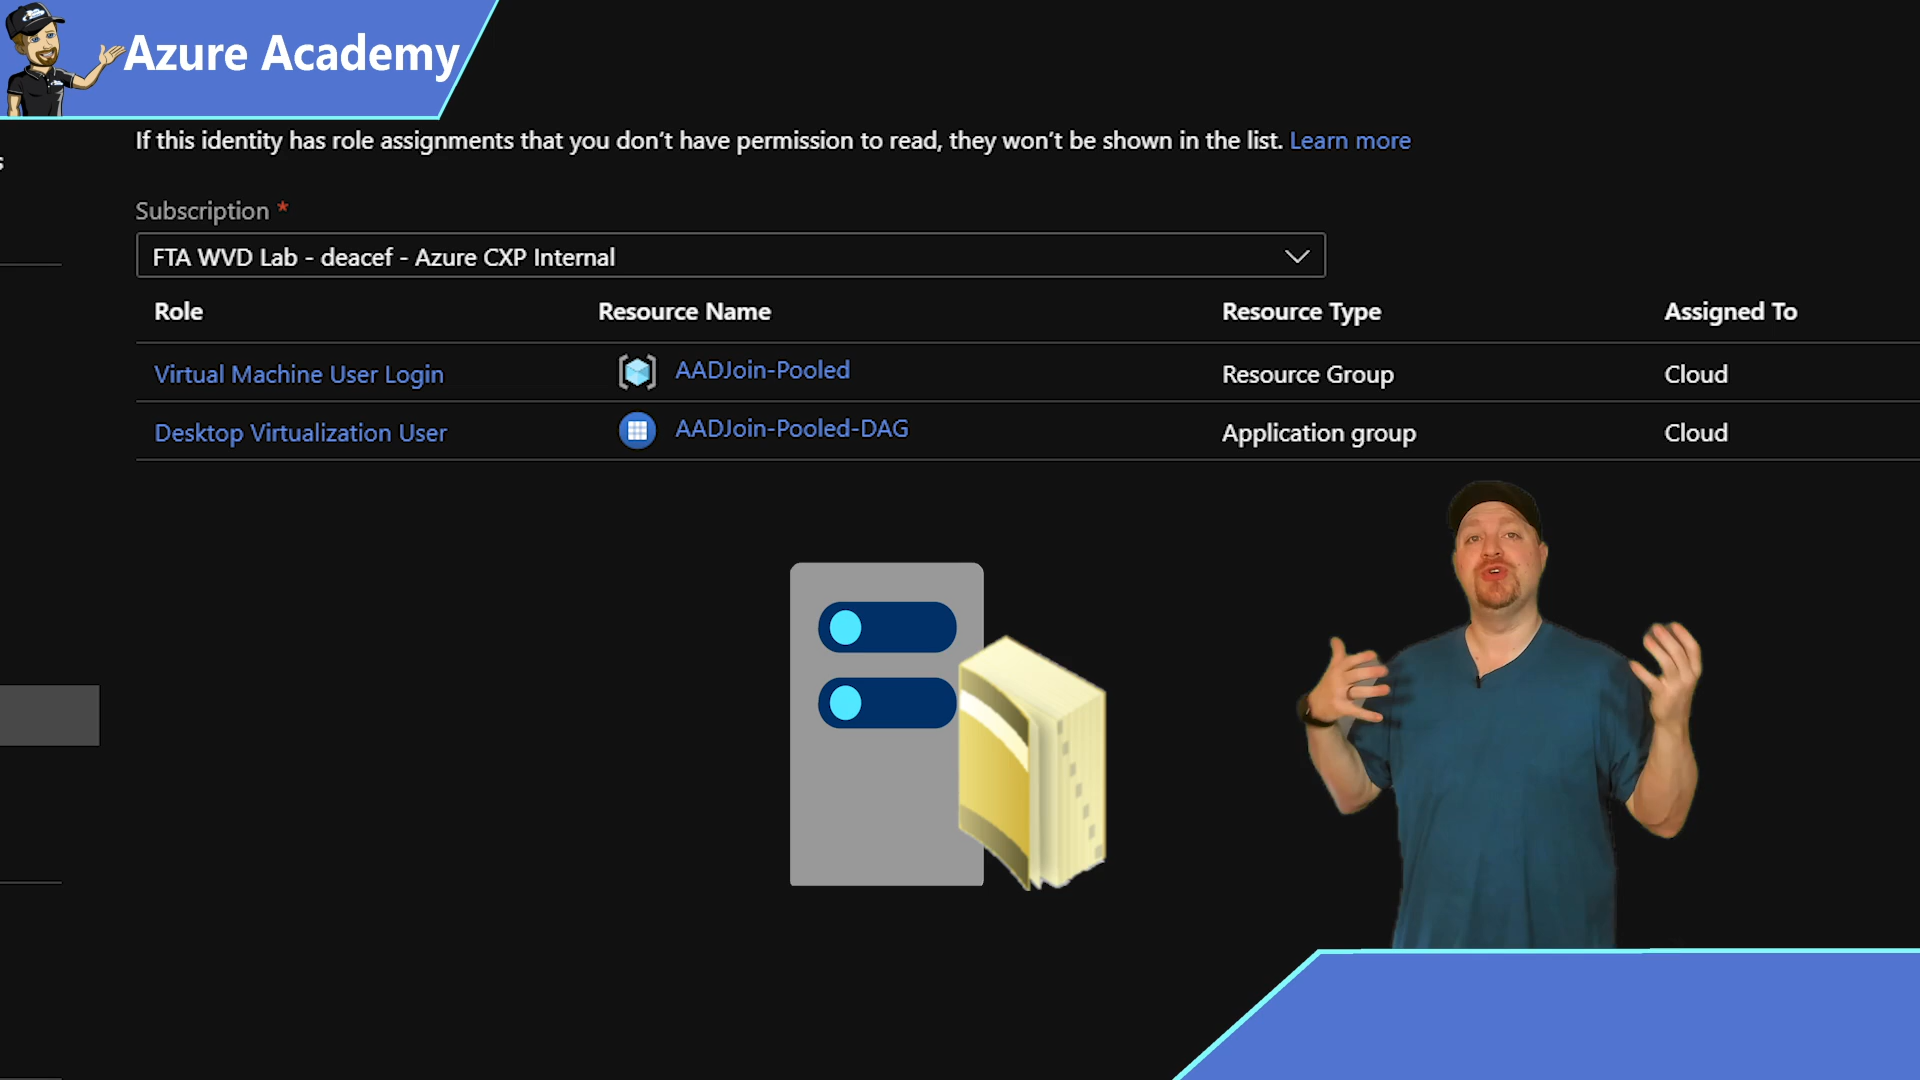 Azure Academy
If this identity has role assignments that you don’t have permission to read, they won’t be shown in the list. Learn more
s
Subscription *
FTA WVD Lab - deacef - Azure CXP Internal
Role Resource Name Resource Type Assigned To
Virtual Machine User Login AADJoin-Pooled Resource Group Cloud
Desktop Virtualization User AADJoin-Pooled-DAG Application group Cloud